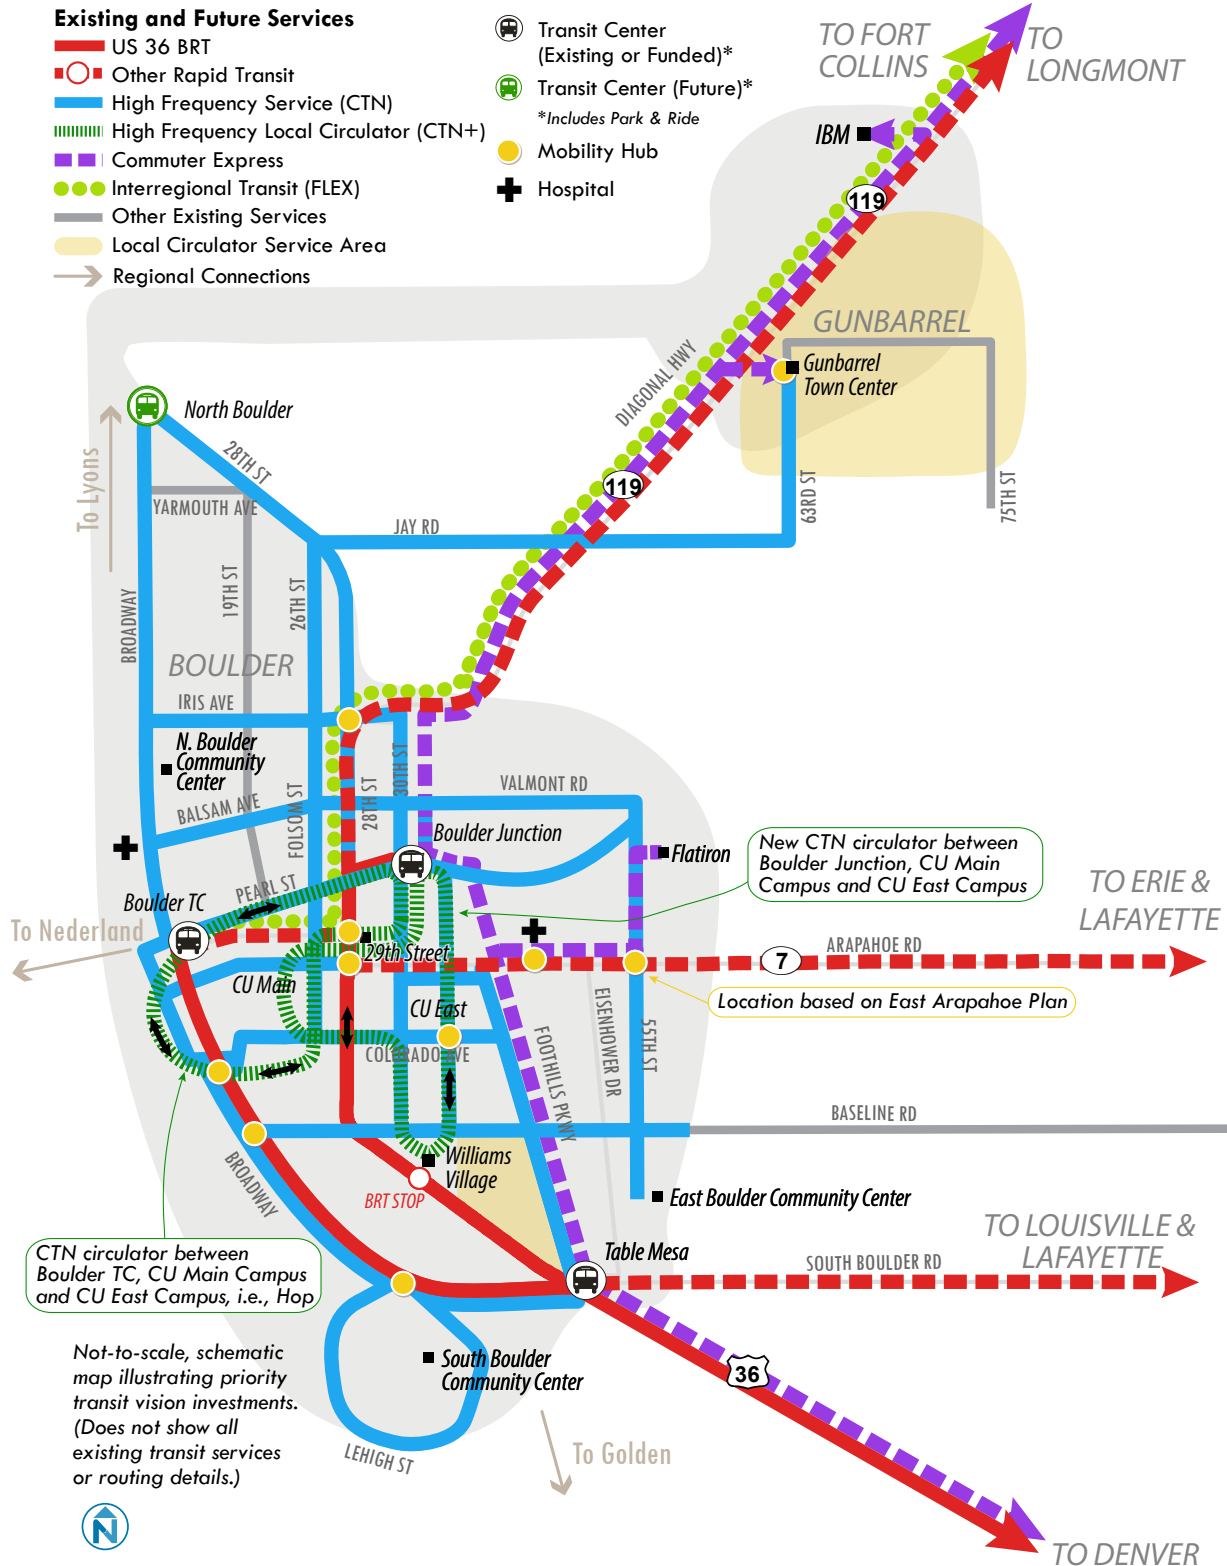 Existing and Future Services
US 36 BRT
Other Rapid Transit
High Frequency Service (CTN)
High Frequency Local Circulator (CTN+)
Commuter Express
Interregional Transit (FLEX)
Other Existing Services
Local Circulator Service Area
Regional Connections
Transit Center
(Existing or Funded)*
Transit Center (Future)*
*Includes Park & Ride
Mobility Hub
Hospital
TO FORT
COLLINS
TO
LONGMONT
IBM
119
GUNBARREL
Gunbarrel
Town Center
DIAGONAL HWY
119
63RD ST
75TH ST
North Boulder
28TH ST
To Lyons
YARMOUTH AVE
JAY RD
BROADWAY
19TH ST
26TH ST
BOULDER
IRIS AVE
N. Boulder
Community
Center
BALSAM AVE
FOLSOM ST
28TH ST
30TH ST
VALMONT RD
Boulder Junction
Flatiron
New CTN circulator between
Boulder Junction, CU Main
Campus and CU East Campus
TO ERIE &
LAFAYETTE
PEARL ST
Boulder TC
To Nederland
29th Street
CU Main
CU East
ARAPAHOE RD
7
Location based on East Arapahoe Plan
COLORADO AVE
FOOTHILLS PKWY
EISENHOWER DR
55TH ST
BASELINE RD
BROADWAY
Williams
Village
BRT STOP
East Boulder Community Center
TO LOUISVILLE &
LAFAYETTE
Table Mesa
SOUTH BOULDER RD
CTN circulator between
Boulder TC, CU Main Campus
and CU East Campus, i.e., Hop
36
South Boulder
Community Center
Not-to-scale, schematic
map illustrating priority
transit vision investments.
(Does not show all
existing transit services
or routing details.)
LEHIGH ST
To Golden
N
TO DENVER